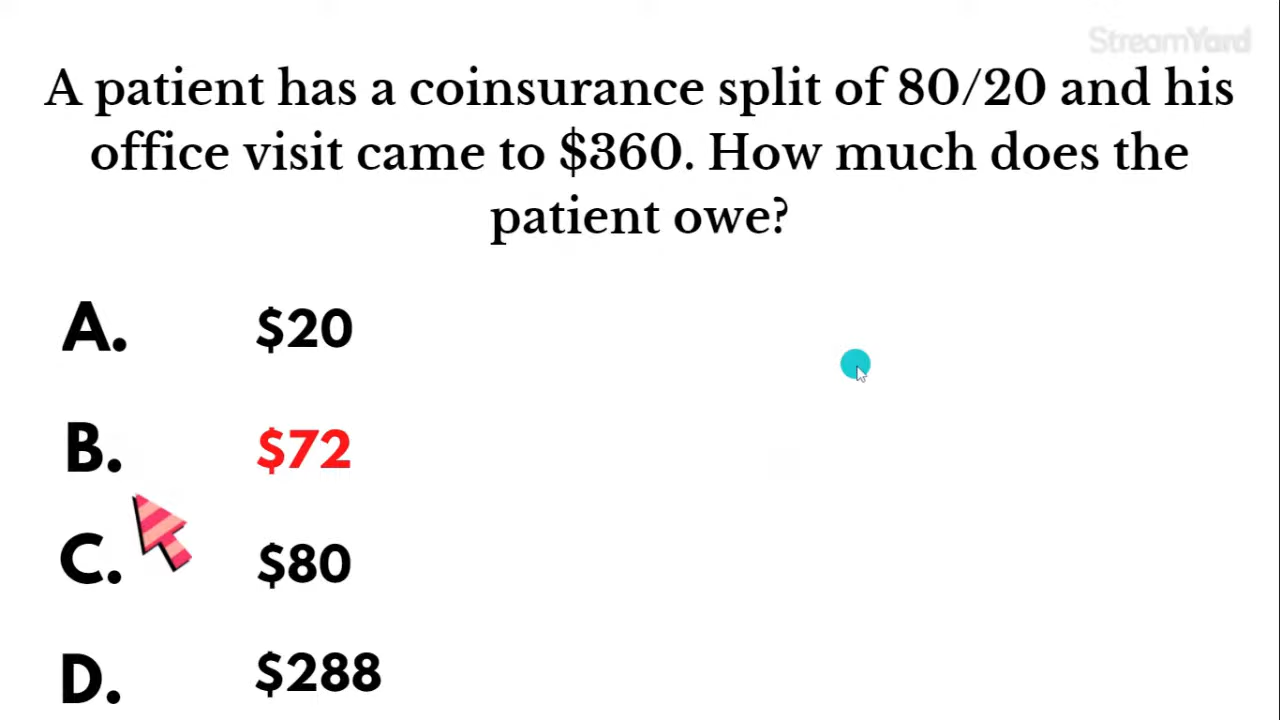 StreamYard
A patient has a coinsurance split of 80/20 and his
office visit came to $360. How much does the
patient owe?
A. $20
B. $72
C. $80
D. $288